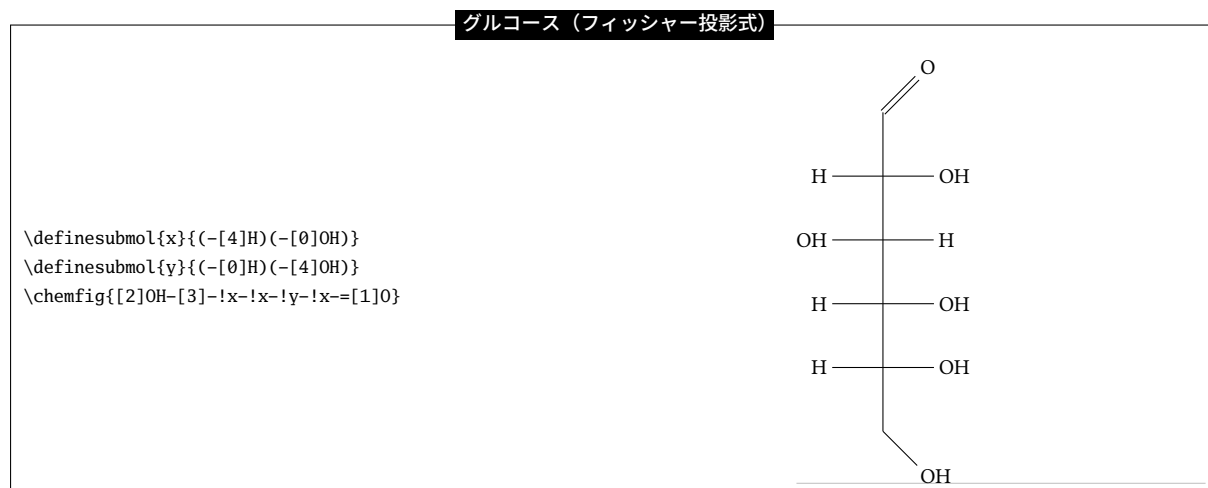 グルコース（フィッシャー投影式）
\definesubmol{x}{(-[4]H)(-[0]OH)}
\definesubmol{y}{(-[0]H)(-[4]OH)}
\chemfig{[2]OH-[3]-!x-!x-!y-!x-=[1]O}
O
H OH
OH H
H OH
H OH
OH